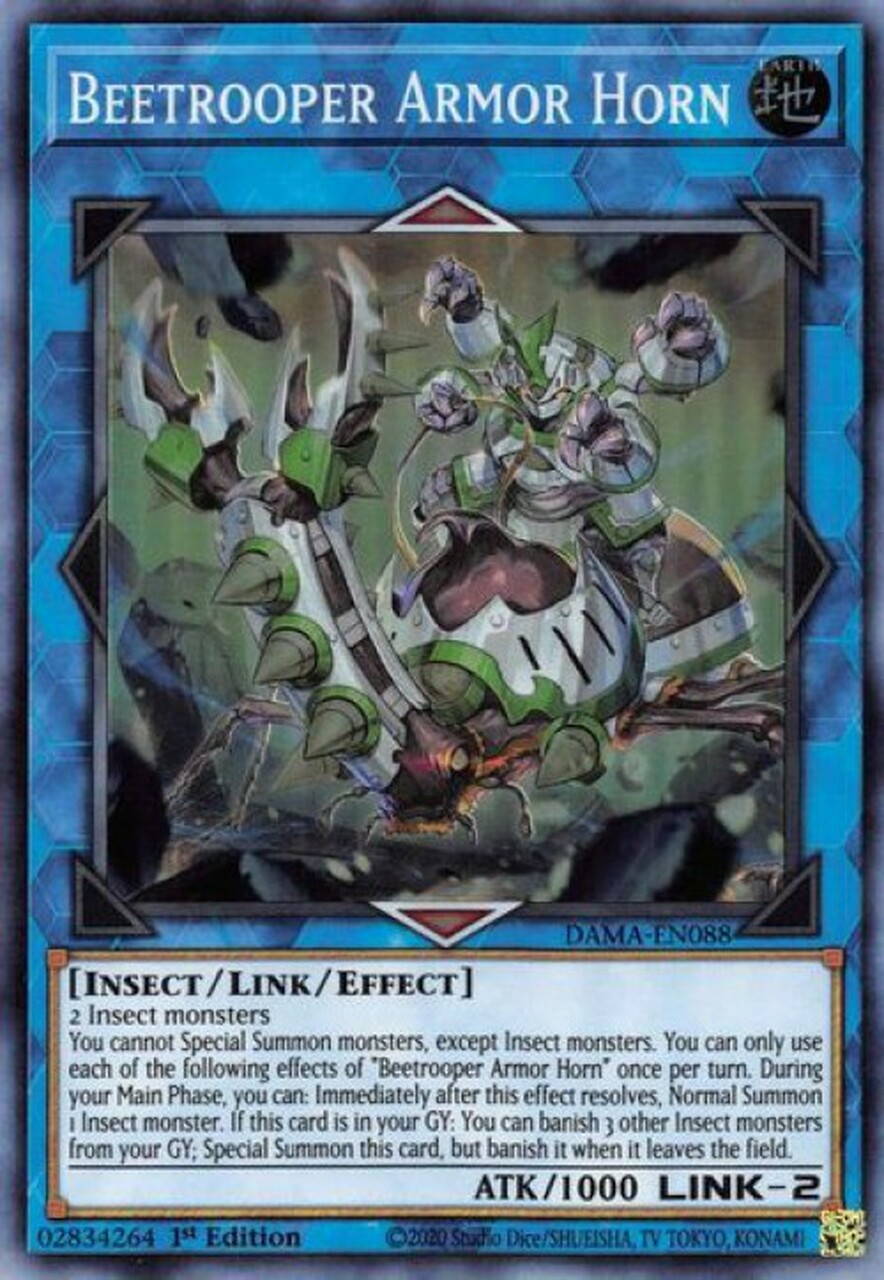 BEETROOPER ARMOR HORN
EARTH
地
DAMA-EN088
[INSECT/LINK/EFFECT]
2 Insect monsters
You cannot Special Summon monsters, except Insect monsters. You can only use
each of the following effects of "Beetrooper Armor Horn" once per turn. During
your Main Phase, you can: Immediately after this effect resolves, Normal Summon
1 Insect monster. If this card is in your GY: You can banish 3 other Insect monsters
from your GY; Special Summon this card, but banish it when it leaves the field.
ATK/1000 LINK-2
02834264 1st Edition ©2020 Studio Dice/SHUEISHA, TV TOKYO, KONAMI